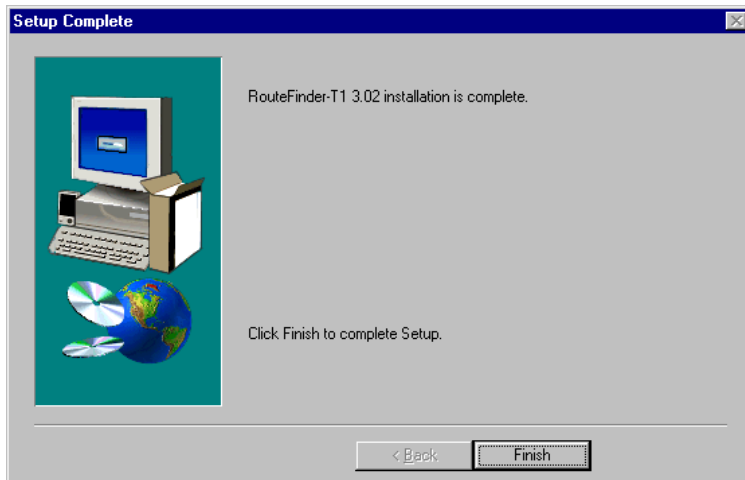 Setup Complete
RouteFinder-T1 3.02 installation is complete.
Click Finish to complete Setup.
< Back
Finish